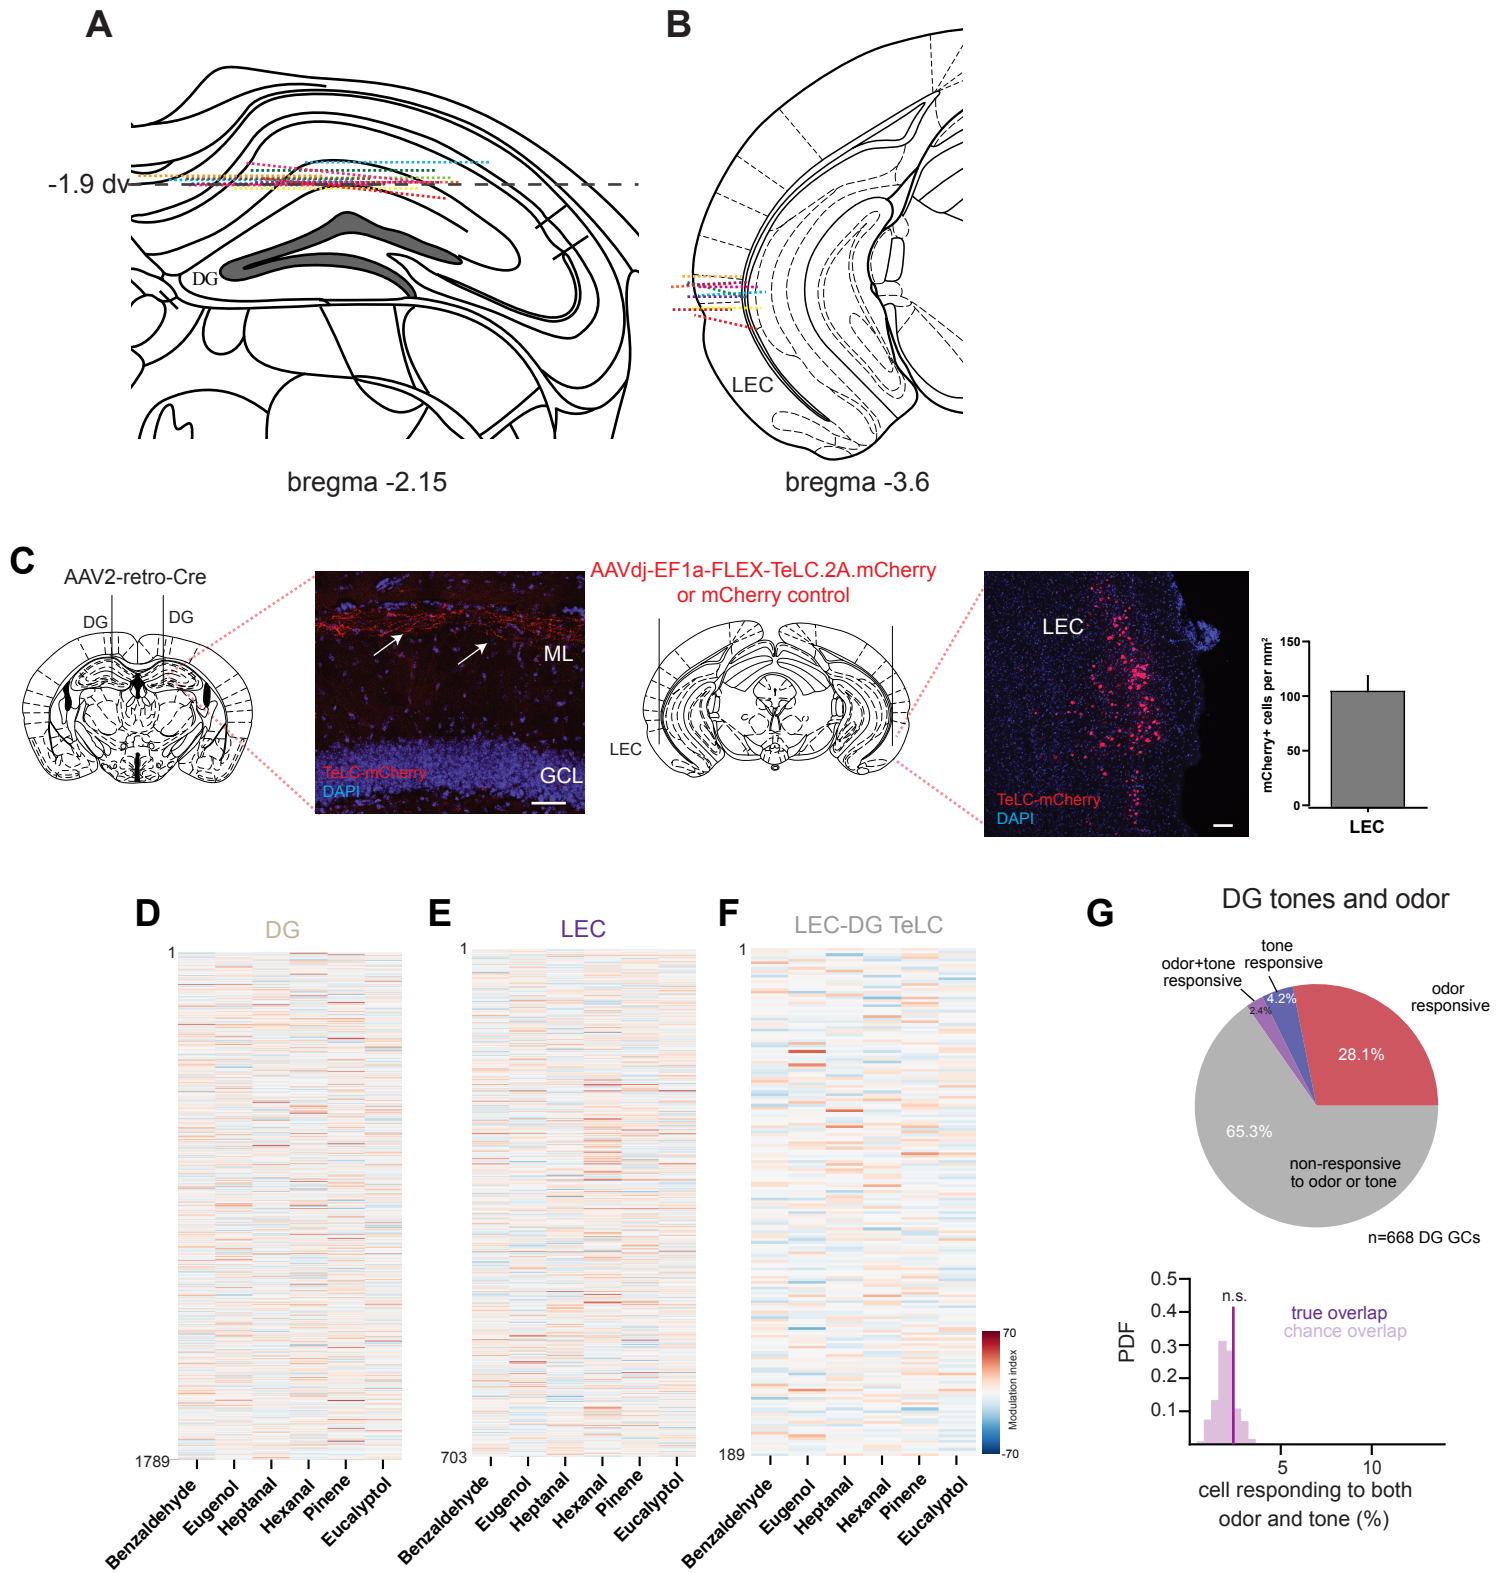 A
B
-1.9 dv
DG
LEC
bregma -2.15
bregma -3.6
C
AAV2-retro-Cre
DG
DG
ML
GCL
TeLC-mCherry
DAPI
AAVdj-EF1a-FLEX-TeLC.2A.mCherry
or mCherry control
LEC
LEC
TeLC-mCherry
DAPI
mCherry+ cells per mm²
150
100
50
0
LEC
D
DG
1
1789
Benzaldehyde
Eugenol
Heptanal
Hexanal
Pinene
Eucalyptol
E
LEC
1
703
Benzaldehyde
Eugenol
Heptanal
Hexanal
Pinene
Eucalyptol
F
LEC-DG TeLC
1
189
Benzaldehyde
Eugenol
Heptanal
Hexanal
Pinene
Eucalyptol
70
Modulation index
-70
G
DG tones and odor
tone
responsive
odor+tone
responsive
odor
responsive
4.2%
2.4%
28.1%
65.3%
non-responsive
to odor or tone
n=668 DG GCs
PDF
0.5
0.4
0.3
0.2
0.1
n.s.
true overlap
chance overlap
5
10
cell responding to both
odor and tone (%)